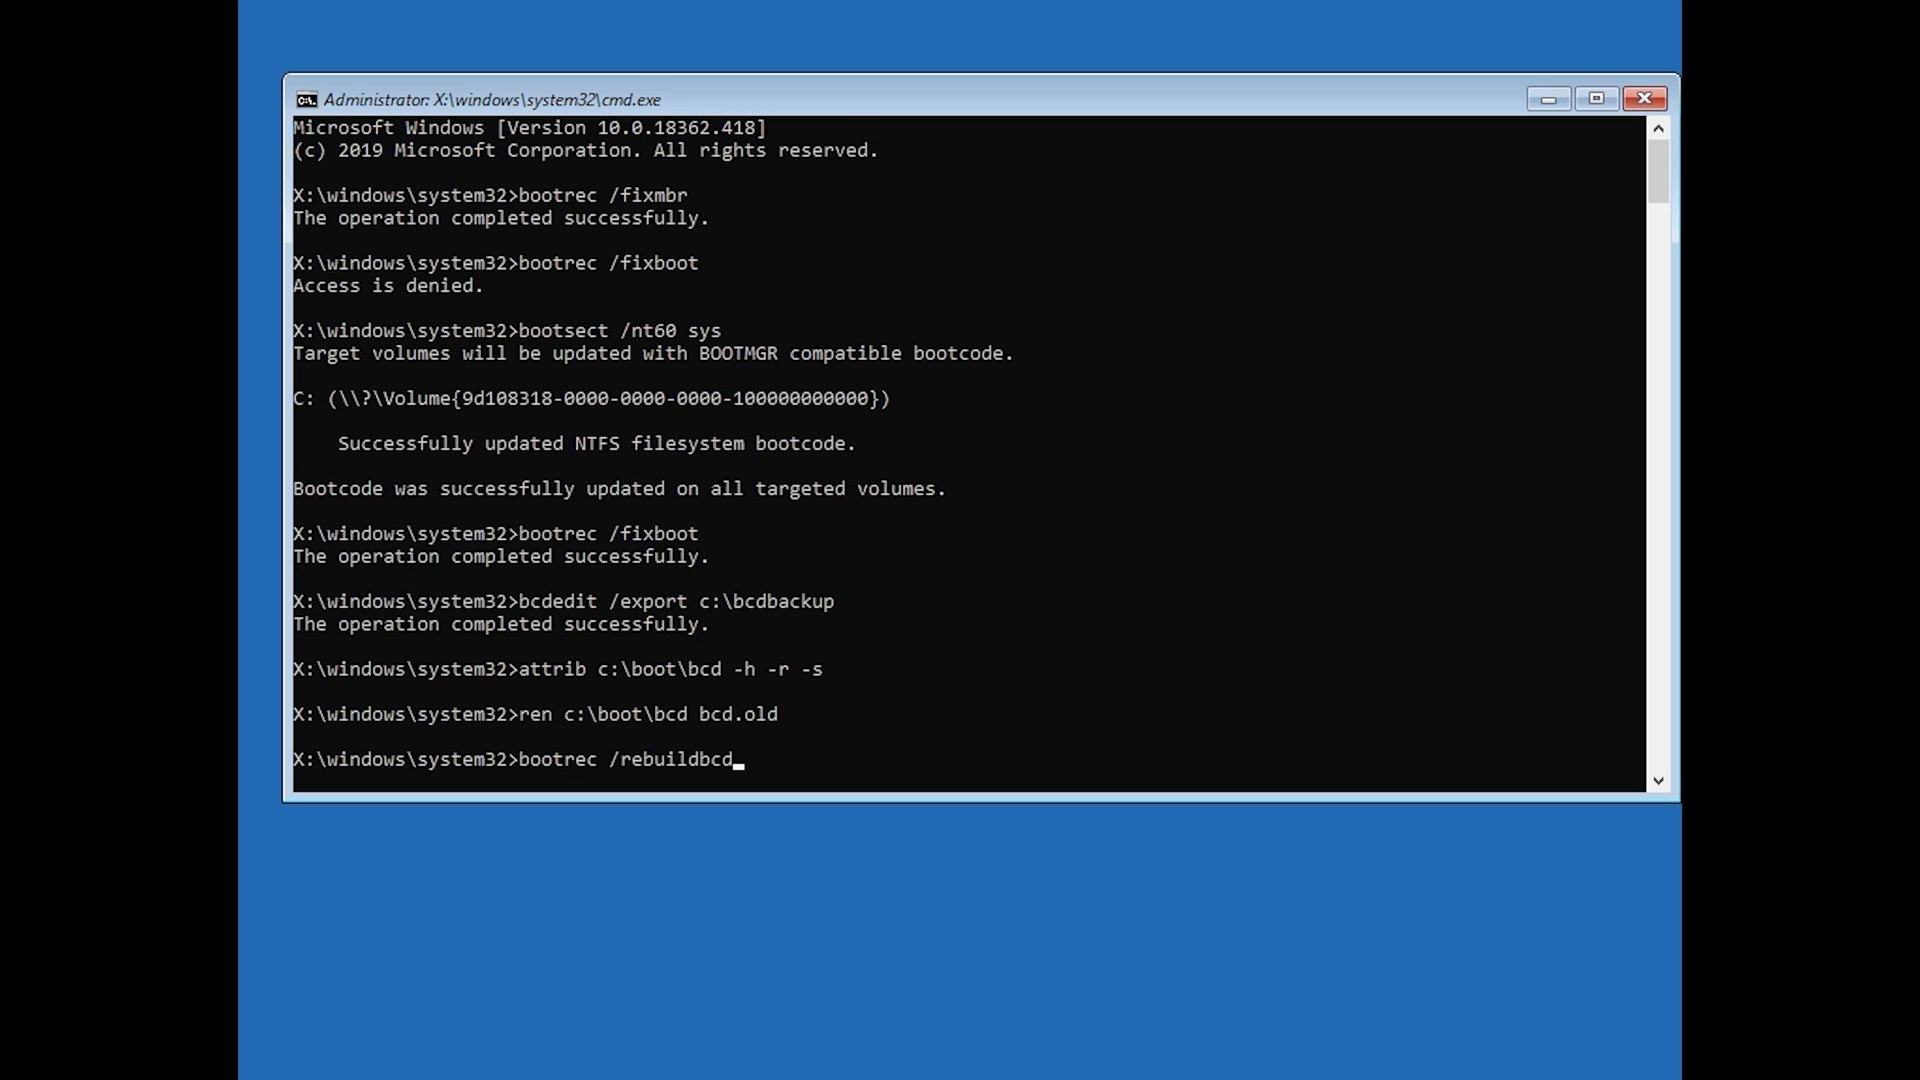 Administrator: X:\windows\system32\cmd.exe
Microsoft Windows [Version 10.0.18362.418]
(c) 2019 Microsoft Corporation. All rights reserved.
X:\windows\system32>bootrec /fixmbr
The operation completed successfully.
X:\windows\system32>bootrec /fixboot
Access is denied.
X:\windows\system32>bootsect /nt60 sys
Target volumes will be updated with BOOTMGR compatible bootcode.
C: (\\?\Volume{9d108318-0000-0000-0000-100000000000})
Successfully updated NTFS filesystem bootcode.
Bootcode was successfully updated on all targeted volumes.
X:\windows\system32>bootrec /fixboot
The operation completed successfully.
X:\windows\system32>bcdedit /export c:\bcdbackup
The operation completed successfully.
X:\windows\system32>attrib c:\boot\bcd -h -r -s
X:\windows\system32>ren c:\boot\bcd bcd.old
X:\windows\system32>bootrec /rebuildbcd